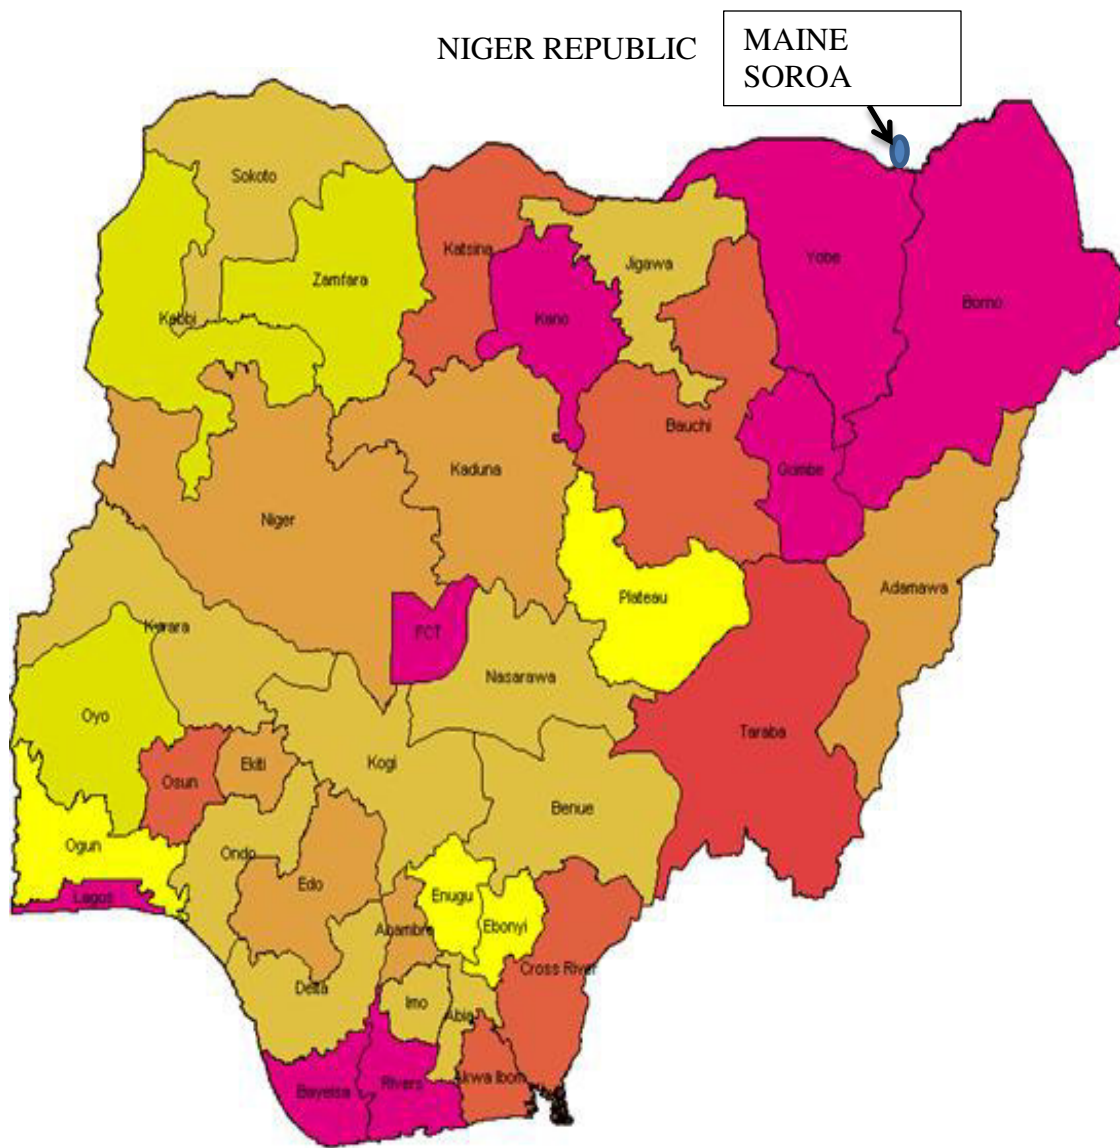 NIGER REPUBLIC
MAINE
SOROA
Sokoto
Katsina
Jigawa
Yobe
Zamfara
Borno
Kebbi
Kano
Bauchi
Gombe
Kaduna
Niger
Adamawa
Plateau
Kwara
FCT
Nasarawa
Oyo
Taraba
Osun
Ekiti
Kogi
Benue
Ogun
Ondo
Edo
Lagos
Enugu
Ebonyi
Anambra
Cross River
Delta
Imo
Abia
Bayelsa
Rivers
Akwa Ibom